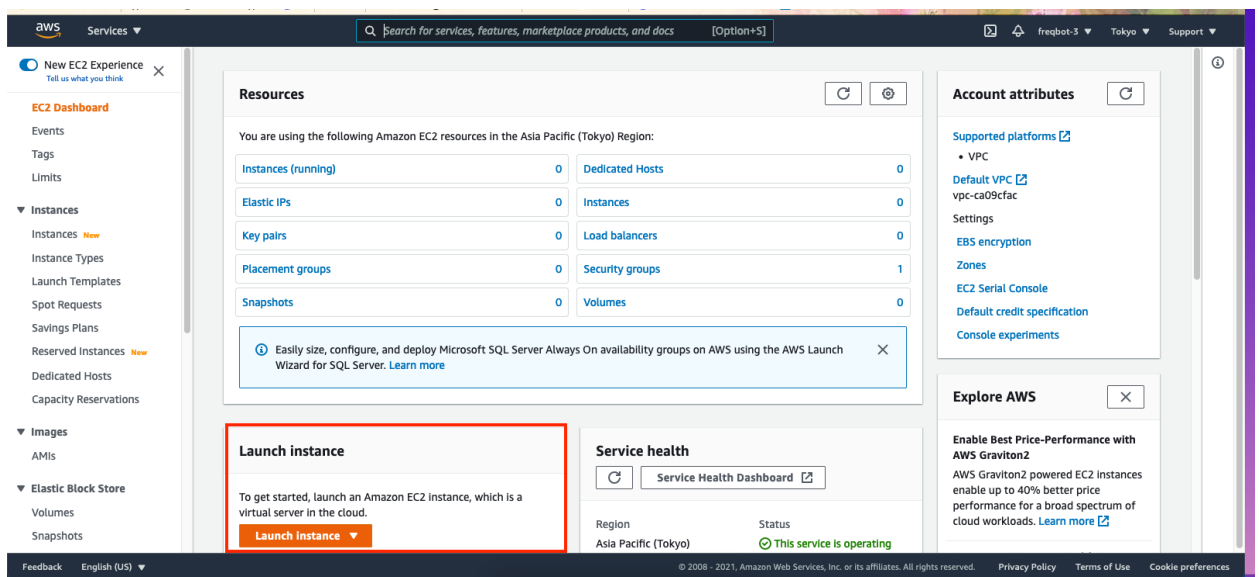 aws
Services ▼
Search for services, features, marketplace products, and docs [Option+S]
freqbot-3 ▼
Tokyo ▼
Support ▼
New EC2 Experience
Tell us what you think
EC2 Dashboard
Events
Tags
Limits
Instances
Instances New
Instance Types
Launch Templates
Spot Requests
Savings Plans
Reserved Instances New
Dedicated Hosts
Capacity Reservations
Images
AMIs
Elastic Block Store
Volumes
Snapshots
Resources
You are using the following Amazon EC2 resources in the Asia Pacific (Tokyo) Region:
Instances (running) 0
Dedicated Hosts 0
Elastic IPs 0
Instances 0
Key pairs 0
Load balancers 0
Placement groups 0
Security groups 1
Snapshots 0
Volumes 0
Easily size, configure, and deploy Microsoft SQL Server Always On availability groups on AWS using the AWS Launch
Wizard for SQL Server. Learn more
Launch instance
To get started, launch an Amazon EC2 instance, which is a
virtual server in the cloud.
Launch instance ▼
Service health
Service Health Dashboard
Region
Status
Asia Pacific (Tokyo)
This service is operating
Account attributes
Supported platforms
• VPC
Default VPC
vpc-ca09cfac
Settings
EBS encryption
Zones
EC2 Serial Console
Default credit specification
Console experiments
Explore AWS
Enable Best Price-Performance with
AWS Graviton2
AWS Graviton2 powered EC2 instances
enable up to 40% better price
performance for a broad spectrum of
cloud workloads. Learn more
Feedback
English (US) ▼
© 2008 - 2021, Amazon Web Services, Inc. or its affiliates. All rights reserved.
Privacy Policy
Terms of Use
Cookie preferences